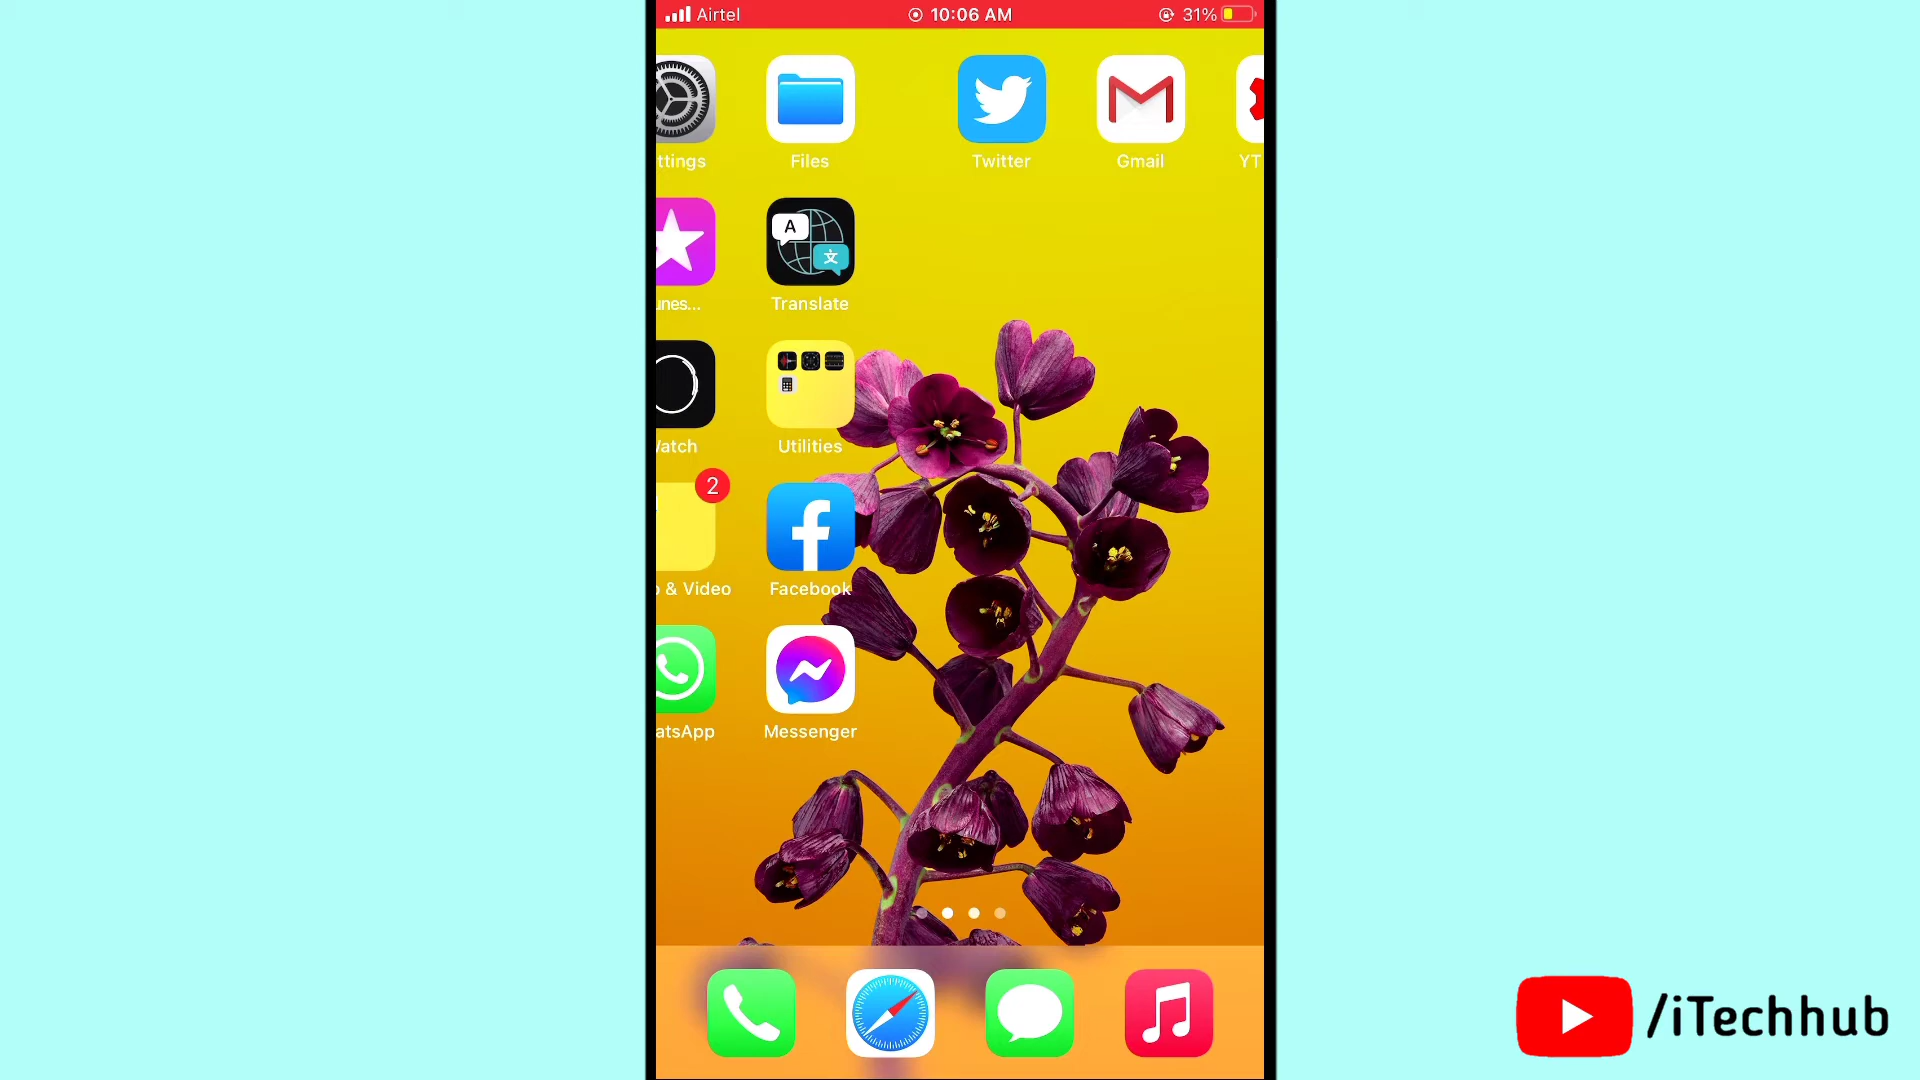 Airtel
10:06 AM
31%
ttings
Files
Twitter
Gmail
YT
A
文
unes...
Translate
atch
Utilities
2
o & Video
Facebook
atsApp
Messenger
/iTechhub